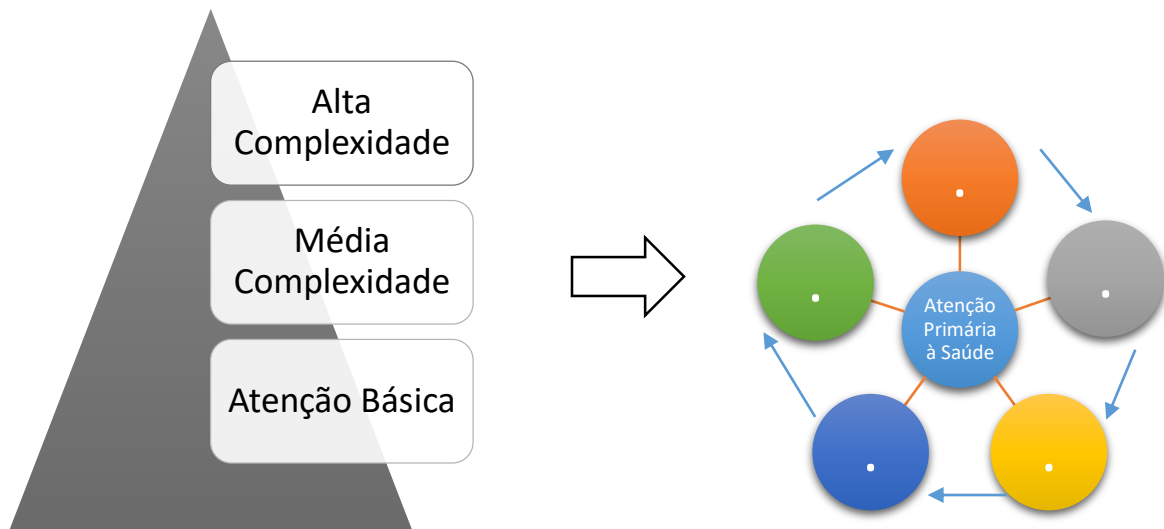 Alta
Complexidade
Média
Complexidade
Atenção Básica
Atenção
Primária
à Saúde